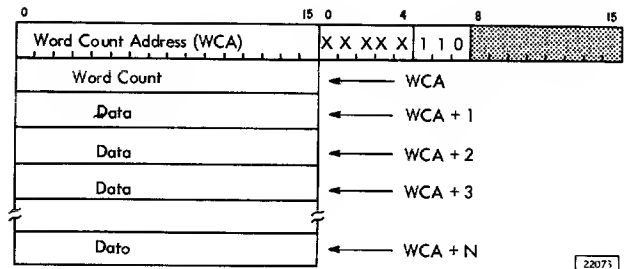 0 15 0 4 8 15
Word Count Address (WCA) X X X X X 1 1 0
Word Count WCA
Data WCA + 1
Data WCA + 2
Data WCA + 3
Data WCA + N
22073